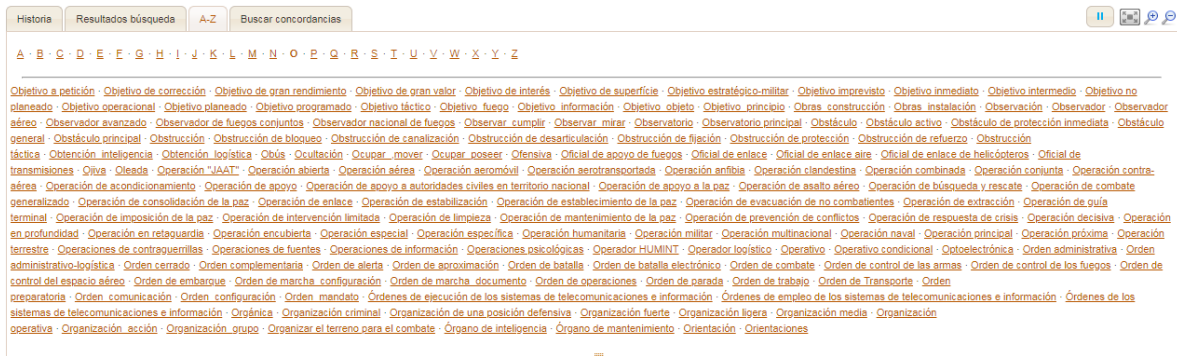 Historia Resultados búsqueda A-Z Buscar concordancias
A · B · C · D · E · F · G · H · I · J · K · L · M · N · O · P · Q · R · S · T · U · V · W · X · Y · Z
Objetivo a petición · Objetivo de corrección · Objetivo de gran rendimiento · Objetivo de gran valor · Objetivo de interés · Objetivo de superfície · Objetivo estratégico-militar · Objetivo imprevisto · Objetivo inmediato · Objetivo intermedio · Objetivo no
planeado · Objetivo operacional · Objetivo planeado · Objetivo programado · Objetivo táctico · Objetivo_fuego · Objetivo_información · Objetivo_objeto · Objetivo_principio · Obras_construcción · Obras_instalación · Observación · Observador · Observador
aéreo · Observador avanzado · Observador de fuegos conjuntos · Observador nacional de fuegos · Observar_cumplir · Observar_mirar · Observatorio · Observatorio principal · Obstáculo · Obstáculo activo · Obstáculo de protección inmediata · Obstáculo
general · Obstáculo principal · Obstrucción · Obstrucción de bloqueo · Obstrucción de canalización · Obstrucción de desarticulación · Obstrucción de fijación · Obstrucción de protección · Obstrucción de refuerzo · Obstrucción
táctica · Obtención_inteligencia · Obtención_logística · Obús · Ocultación · Ocupar_,mover · Ocupar_poseer · Ofensiva · Oficial de apoyo de fuegos · Oficial de enlace · Oficial de enlace aire · Oficial de enlace de helicópteros · Oficial de
transmisiones · Ojiva · Oleada · Operación "JAAT" · Operación abierta · Operación aérea · Operación aeromóvil · Operación aerotransportada · Operación anfibia · Operación clandestina · Operación combinada · Operación conjunta · Operación contra-
aérea · Operación de acondicionamiento · Operación de apoyo · Operación de apoyo a autoridades civiles en territorio nacional · Operación de apoyo a la paz · Operación de asalto aéreo · Operación de búsqueda y rescate · Operación de combate
generalizado · Operación de consolidación de la paz · Operación de enlace · Operación de estabilización · Operación de establecimiento de la paz · Operación de evacuación de no combatientes · Operación de extracción · Operación de guía
terminal · Operación de imposición de la paz · Operación de intervención limitada · Operación de limpieza · Operación de mantenimiento de la paz · Operación de prevención de conflictos · Operación de respuesta de crisis · Operación decisiva · Operación
en profundidad · Operación en retaguardia · Operación encubierta · Operación especial · Operación específica · Operación humanitaria · Operación militar · Operación multinacional · Operación naval · Operación principal · Operación próxima · Operación
terrestre · Operaciones de contraguerrillas · Operaciones de fuentes · Operaciones de información · Operaciones psicológicas · Operador HUMINT · Operador logístico · Operativo · Operativo condicional · Optoelectrónica · Orden administrativa · Orden
administrativo-logística · Orden cerrado · Orden complementaria · Orden de alerta · Orden de aproximación · Orden de batalla · Orden de batalla electrónico · Orden de combate · Orden de control de las armas · Orden de control de los fuegos · Orden de
control del espacio aéreo · Orden de embarque · Orden de marcha_configuración · Orden de marcha_documento · Orden de operaciones · Orden de parada · Orden de trabajo · Orden de Transporte · Orden
preparatoria · Orden_comunicación · Orden_configuración · Orden_mandato · Órdenes de ejecución de los sistemas de telecomunicaciones e información · Órdenes de empleo de los sistemas de telecomunicaciones e información · Órdenes de los
sistemas de telecomunicaciones e información · Orgánica · Organización criminal · Organización de una posición defensiva · Organización fuerte · Organización ligera · Organización media · Organización
operativa · Organización_acción · Organización_grupo · Organizar el terreno para el combate · Órgano de inteligencia · Órgano de mantenimiento · Orientación · Orientaciones